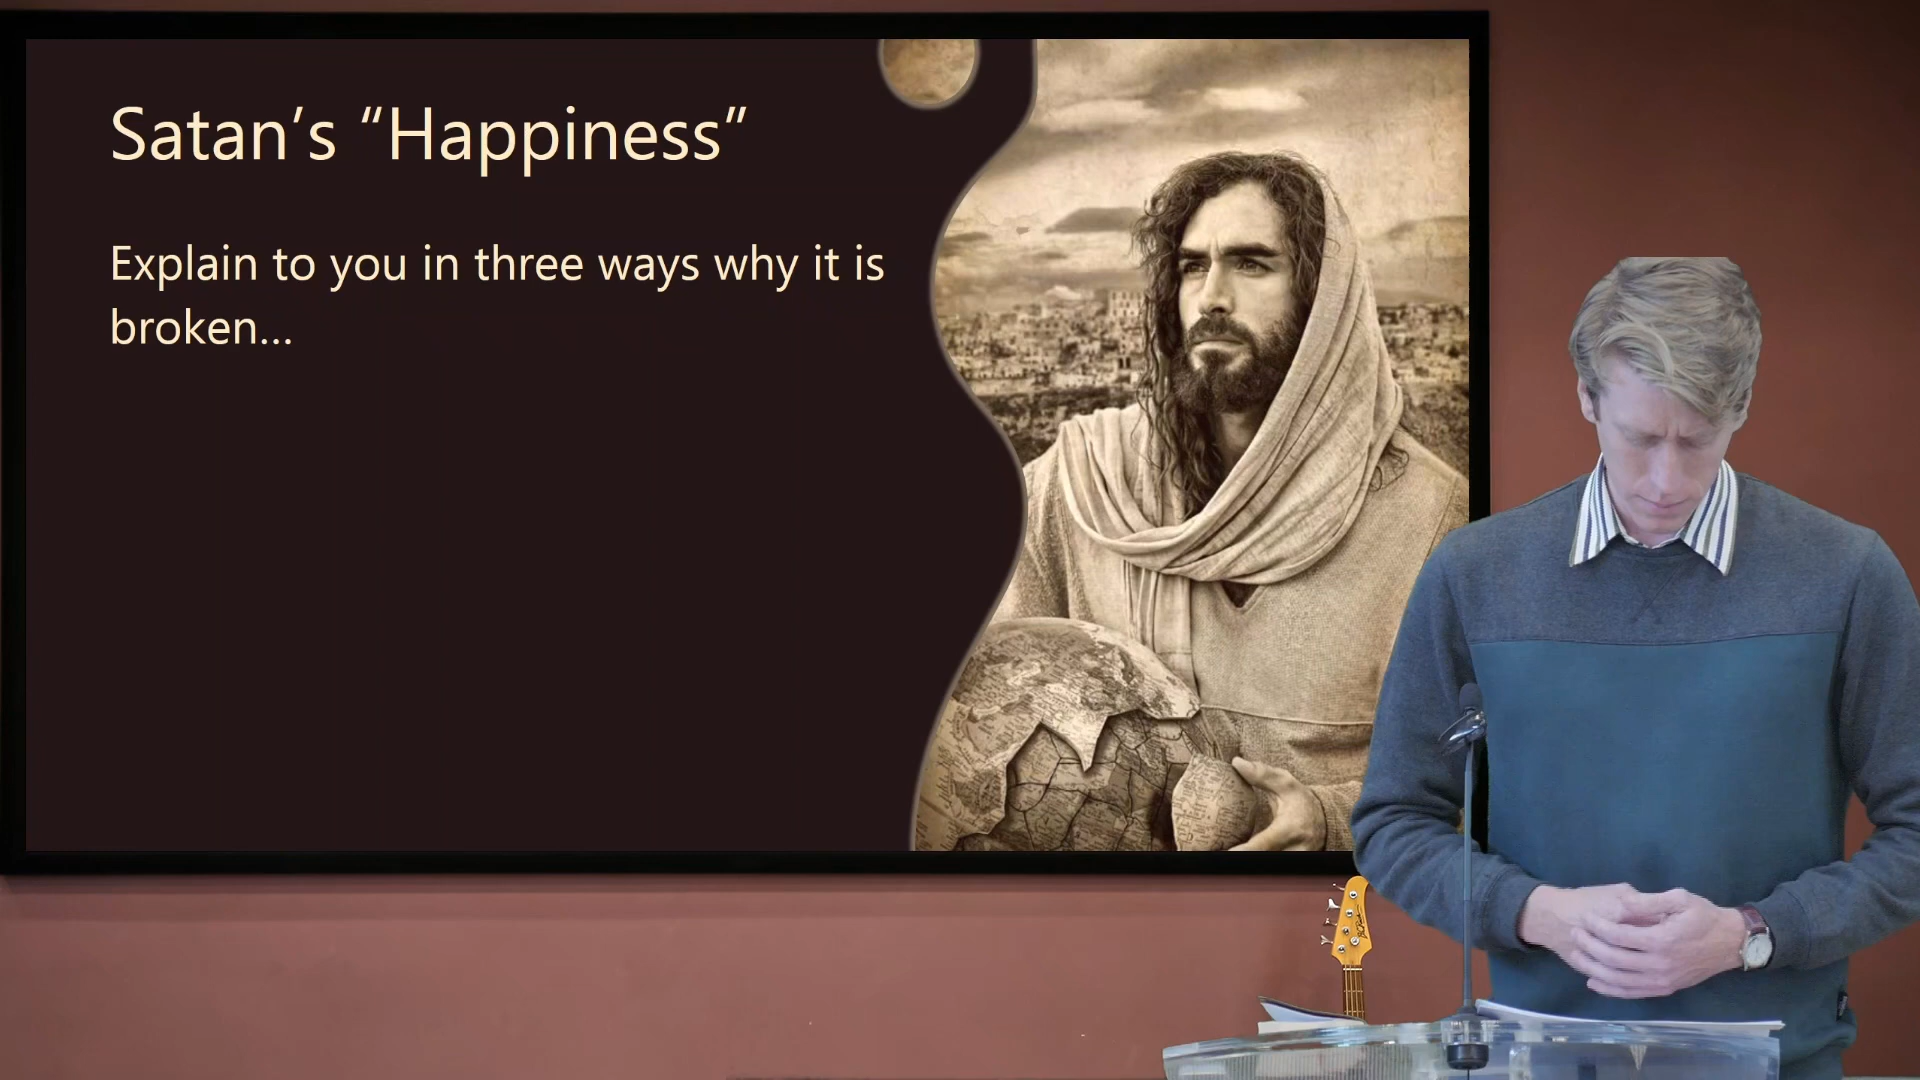 Satan’s “Happiness”
Explain to you in three ways why it is
broken...